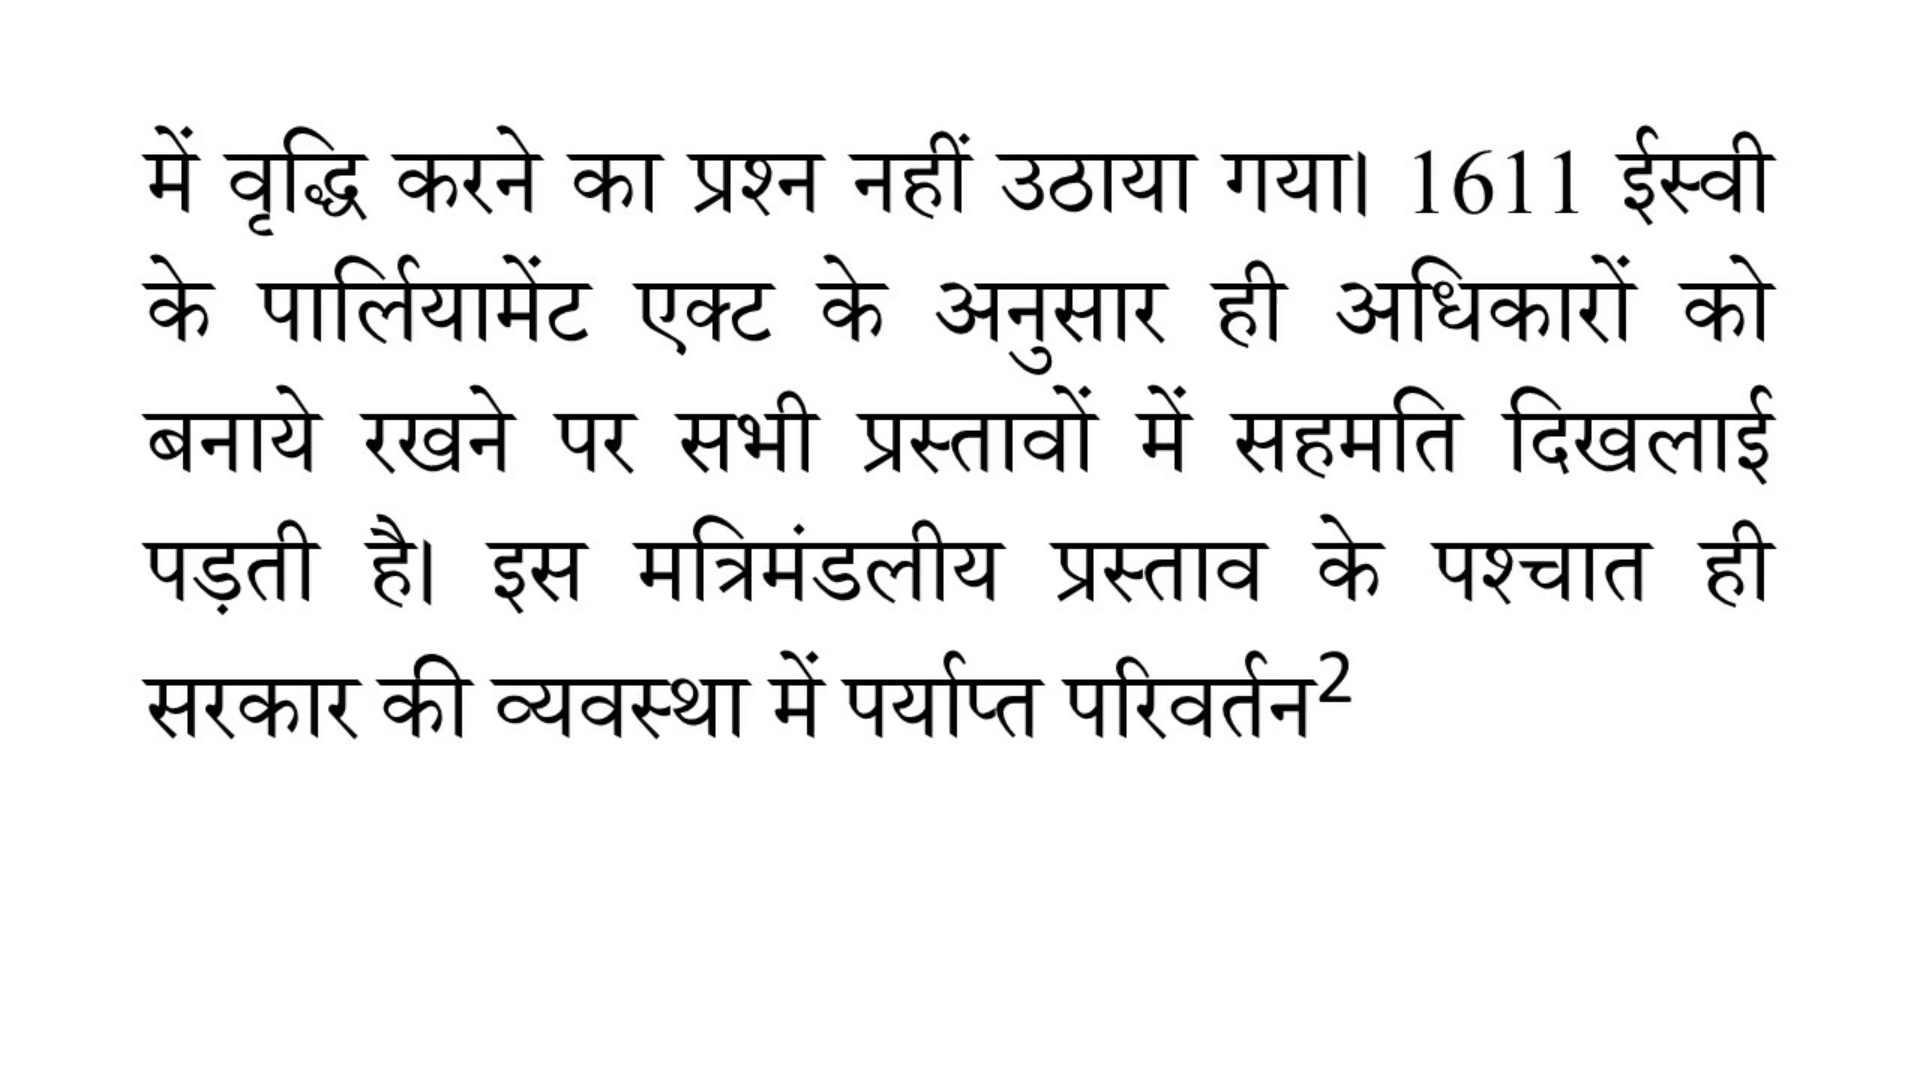 में वृद्धि करने का प्रश्न नहीं उठाया गया। 1611 ईस्वी
के पार्लियामेंट एक्ट के अनुसार ही अधिकारों को
बनाये रखने पर सभी प्रस्तावों में सहमति दिखलाई
पड़ती है। इस मत्रिमंडलीय प्रस्ताव के पश्चात ही
सरकार की व्यवस्था में पर्याप्त परिवर्तन²